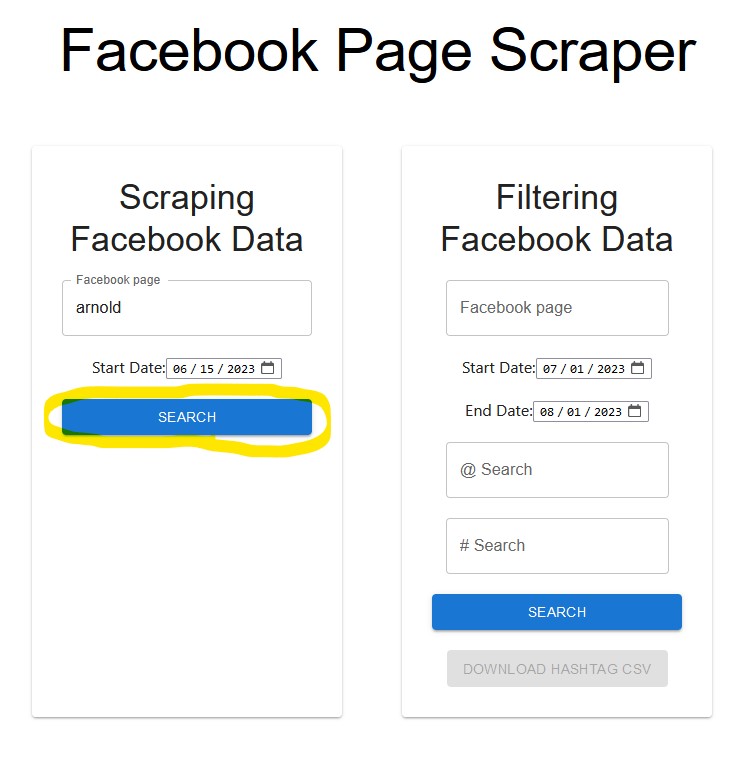 Facebook Page Scraper
Scraping
Facebook Data
Facebook page
arnold
Start Date: 06 / 15 / 2023
SEARCH
Filtering
Facebook Data
Facebook page
Start Date: 07 / 01 / 2023
End Date: 08 / 01 / 2023
@ Search
# Search
SEARCH
DOWNLOAD HASHTAG CSV